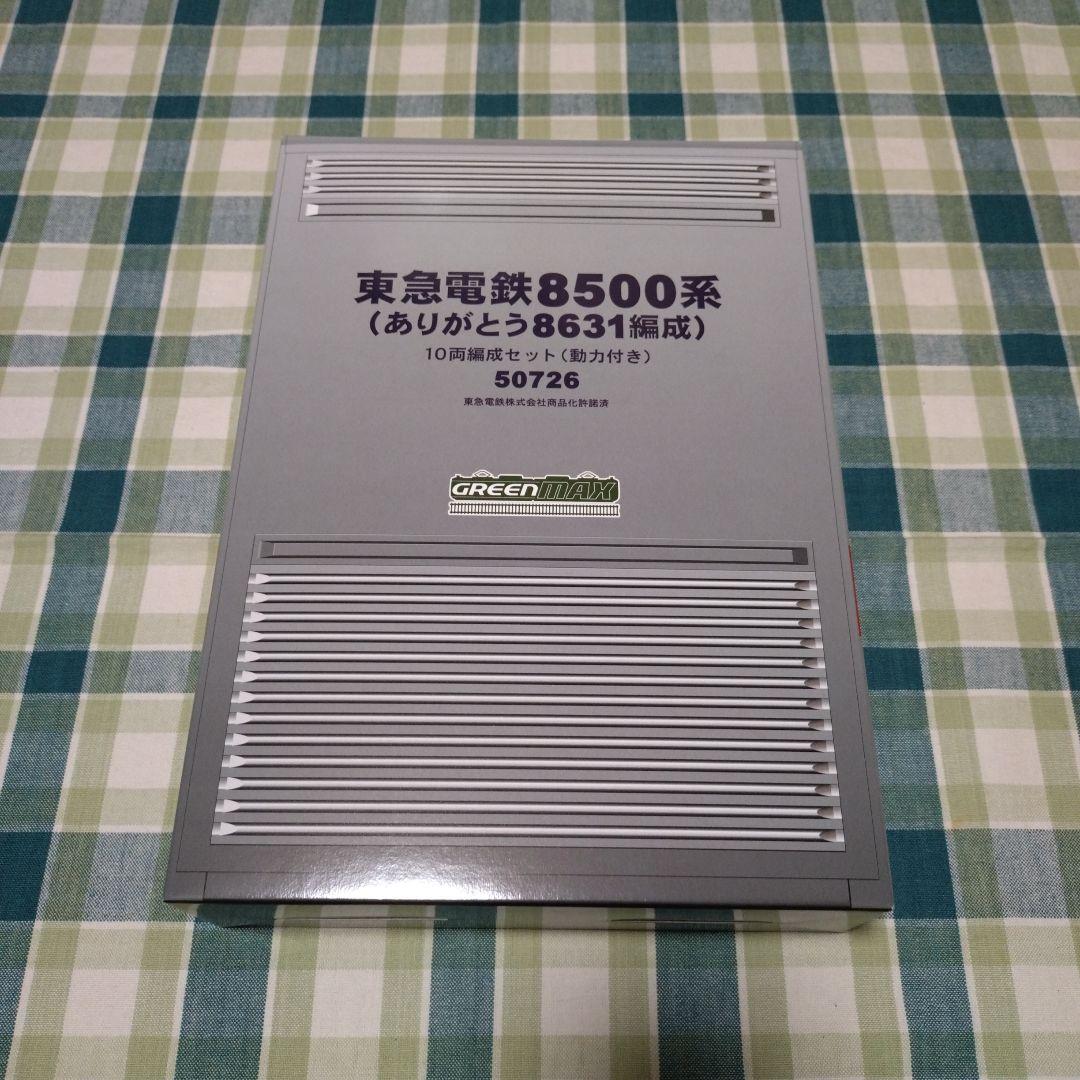 東急電鉄8500系
（ありがとう8631編成）
10両編成セット（動力付き）
50726
東急電鉄株式会社商品化許諾済
GREENMAX